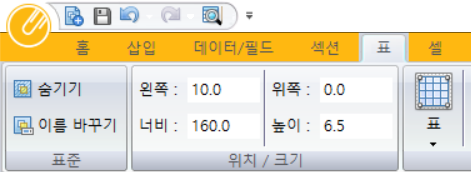 홈 삽입 데이터/필드 섹션 표 셀
숨기기 왼쪽 : 10.0 위쪽 : 0.0
이름 바꾸기 너비 : 160.0 높이 : 6.5 표
표준 위치 / 크기